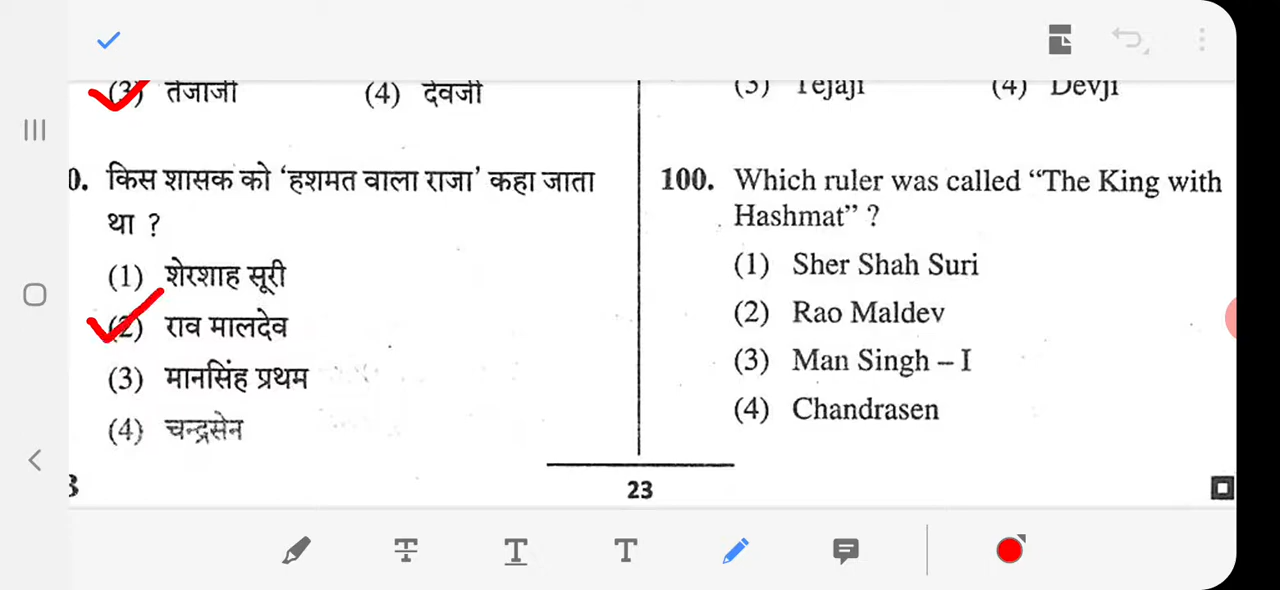 (3) तेजाजी (4) देवजी
0. किस शासक को ‘हशमत वाला राजा’ कहा जाता
था ?
(1) शेरशाह सूरी
(2) राव मालदेव
(3) मानसिंह प्रथम
(4) चन्द्रसेन
3
(3) Tejaji (4) Devji
100. Which ruler was called “The King with
Hashmat” ?
(1) Sher Shah Suri
(2) Rao Maldev
(3) Man Singh – I
(4) Chandrasen
23
T T T